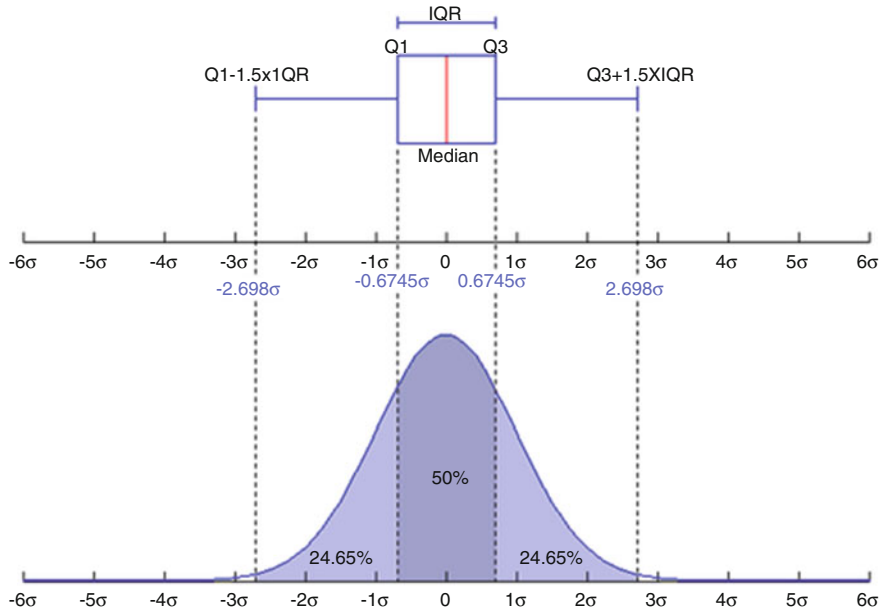 IQR
Q1 Q3
Q1-1.5x1QR Q3+1.5XIQR
Median
-6σ -5σ -4σ -3σ -2σ -1σ 0 1σ 2σ 3σ 4σ 5σ 6σ
-2.698σ -0.6745σ 0.6745σ 2.698σ
50%
24.65% 24.65%
-6σ -5σ -4σ -3σ -2σ -1σ 0 1σ 2σ 3σ 4σ 5σ 6σ